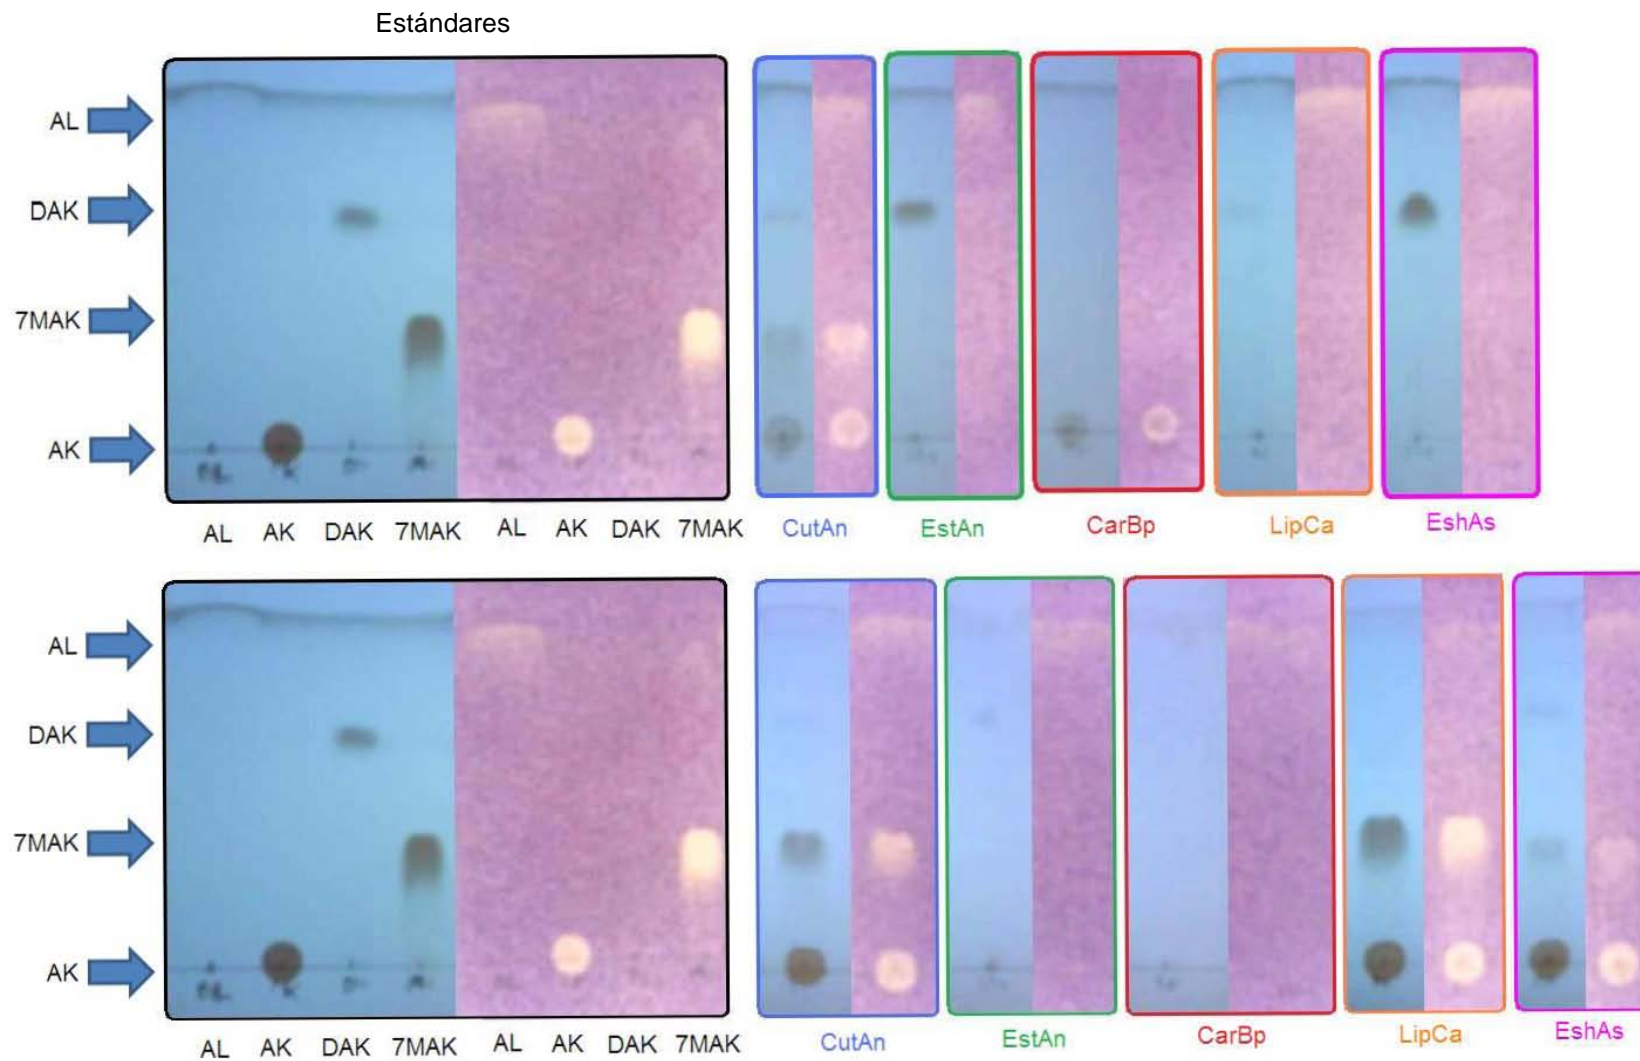 Estándares
AL
DAK
7MAK
AK
AL AK DAK 7MAK AL AK DAK 7MAK
CutAn EstAn CarBp LipCa EshAs
AL
DAK
7MAK
AK
AL AK DAK 7MAK AL AK DAK 7MAK
CutAn EstAn CarBp LipCa EshAs